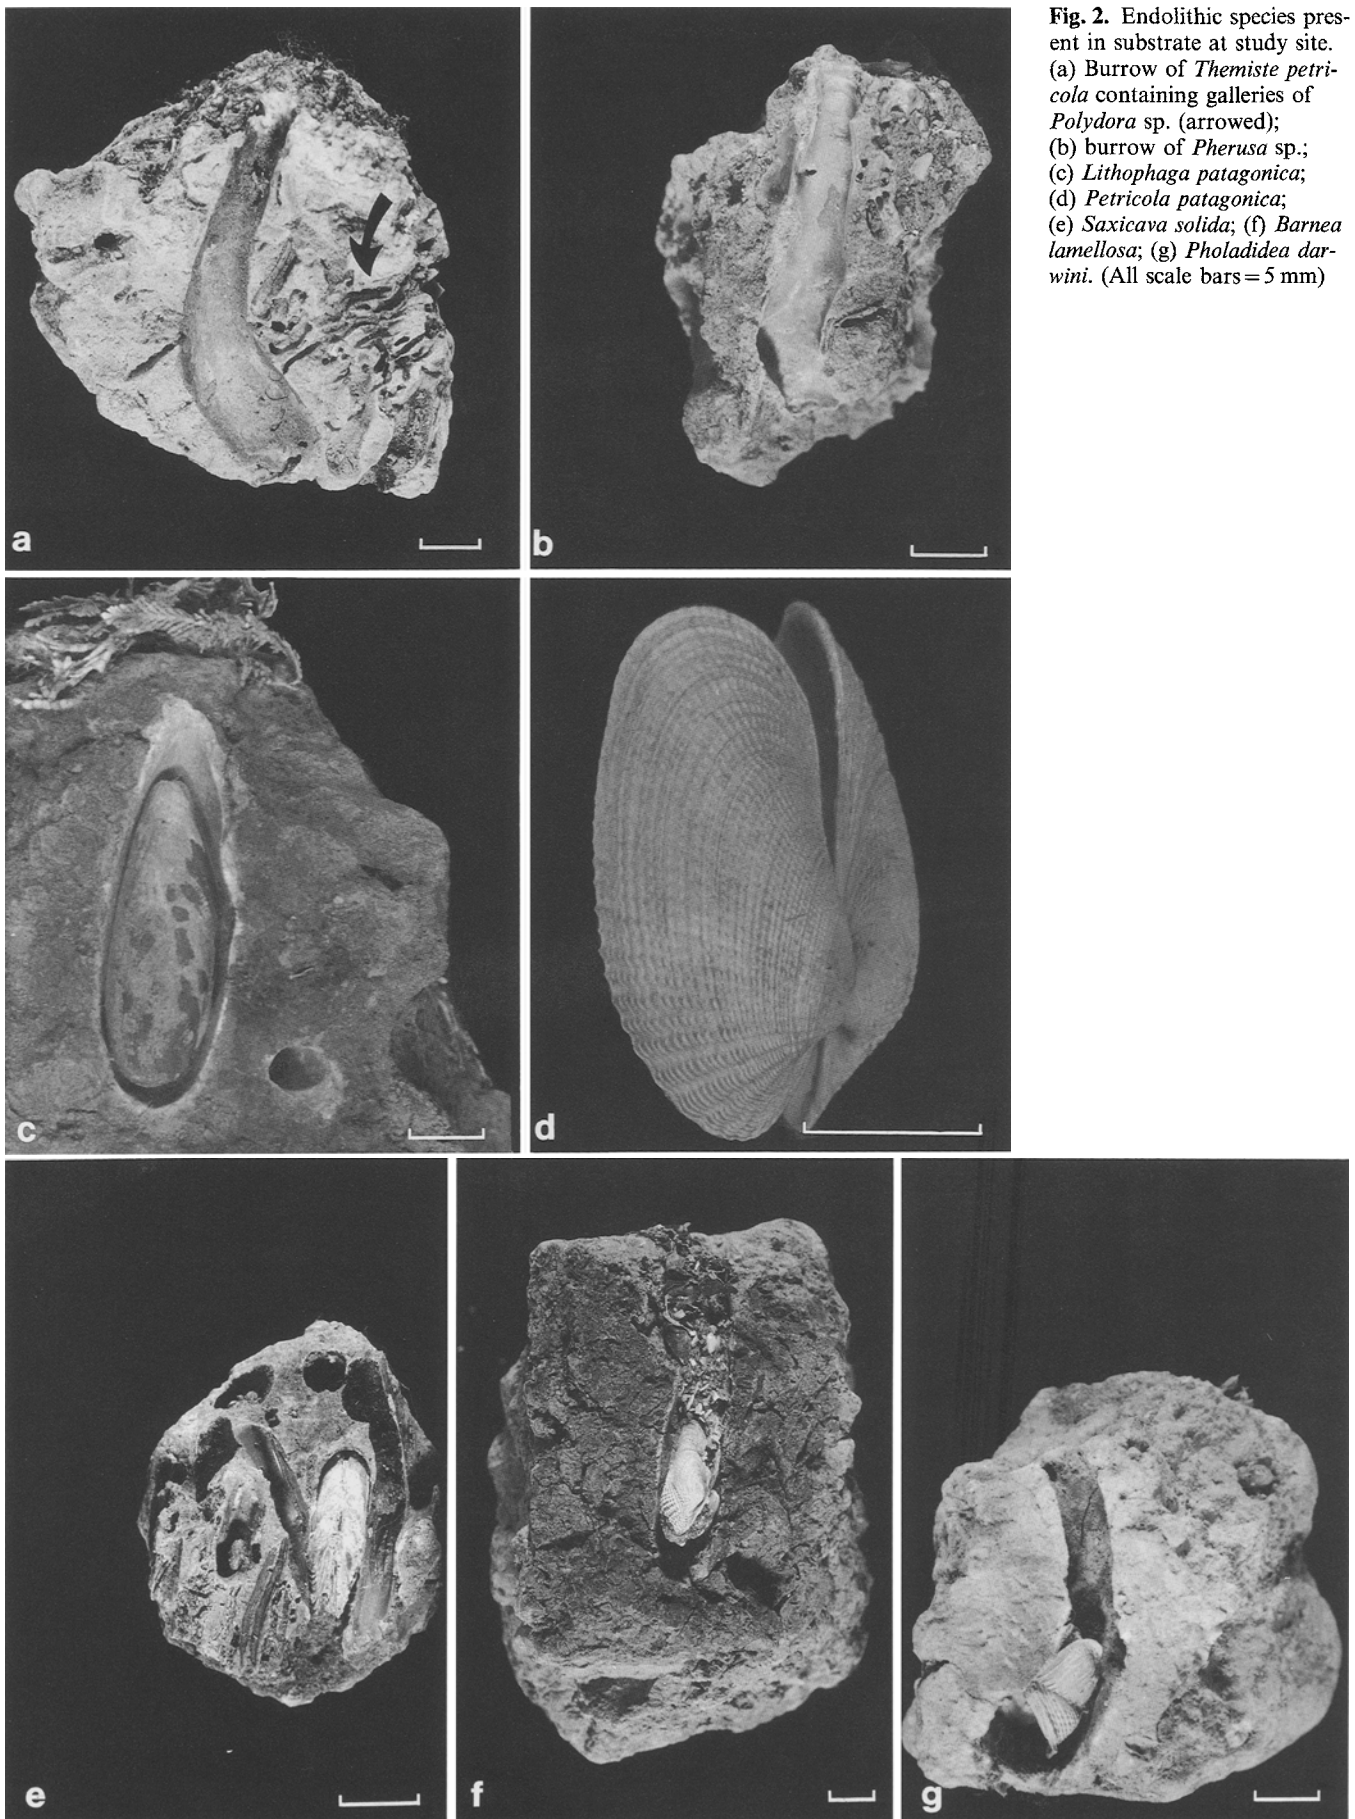 Fig. 2. Endolithic species pres-
ent in substrate at study site.
(a) Burrow of Themiste petri-
cola containing galleries of
Polydora sp. (arrowed);
(b) burrow of Pherusa sp.;
(c) Lithophaga patagonica;
(d) Petricola patagonica;
(e) Saxicava solida; (f) Barnea
lamellosa; (g) Pholadidea dar-
wini. (All scale bars = 5 mm)
a
b
c
d
e
f
g